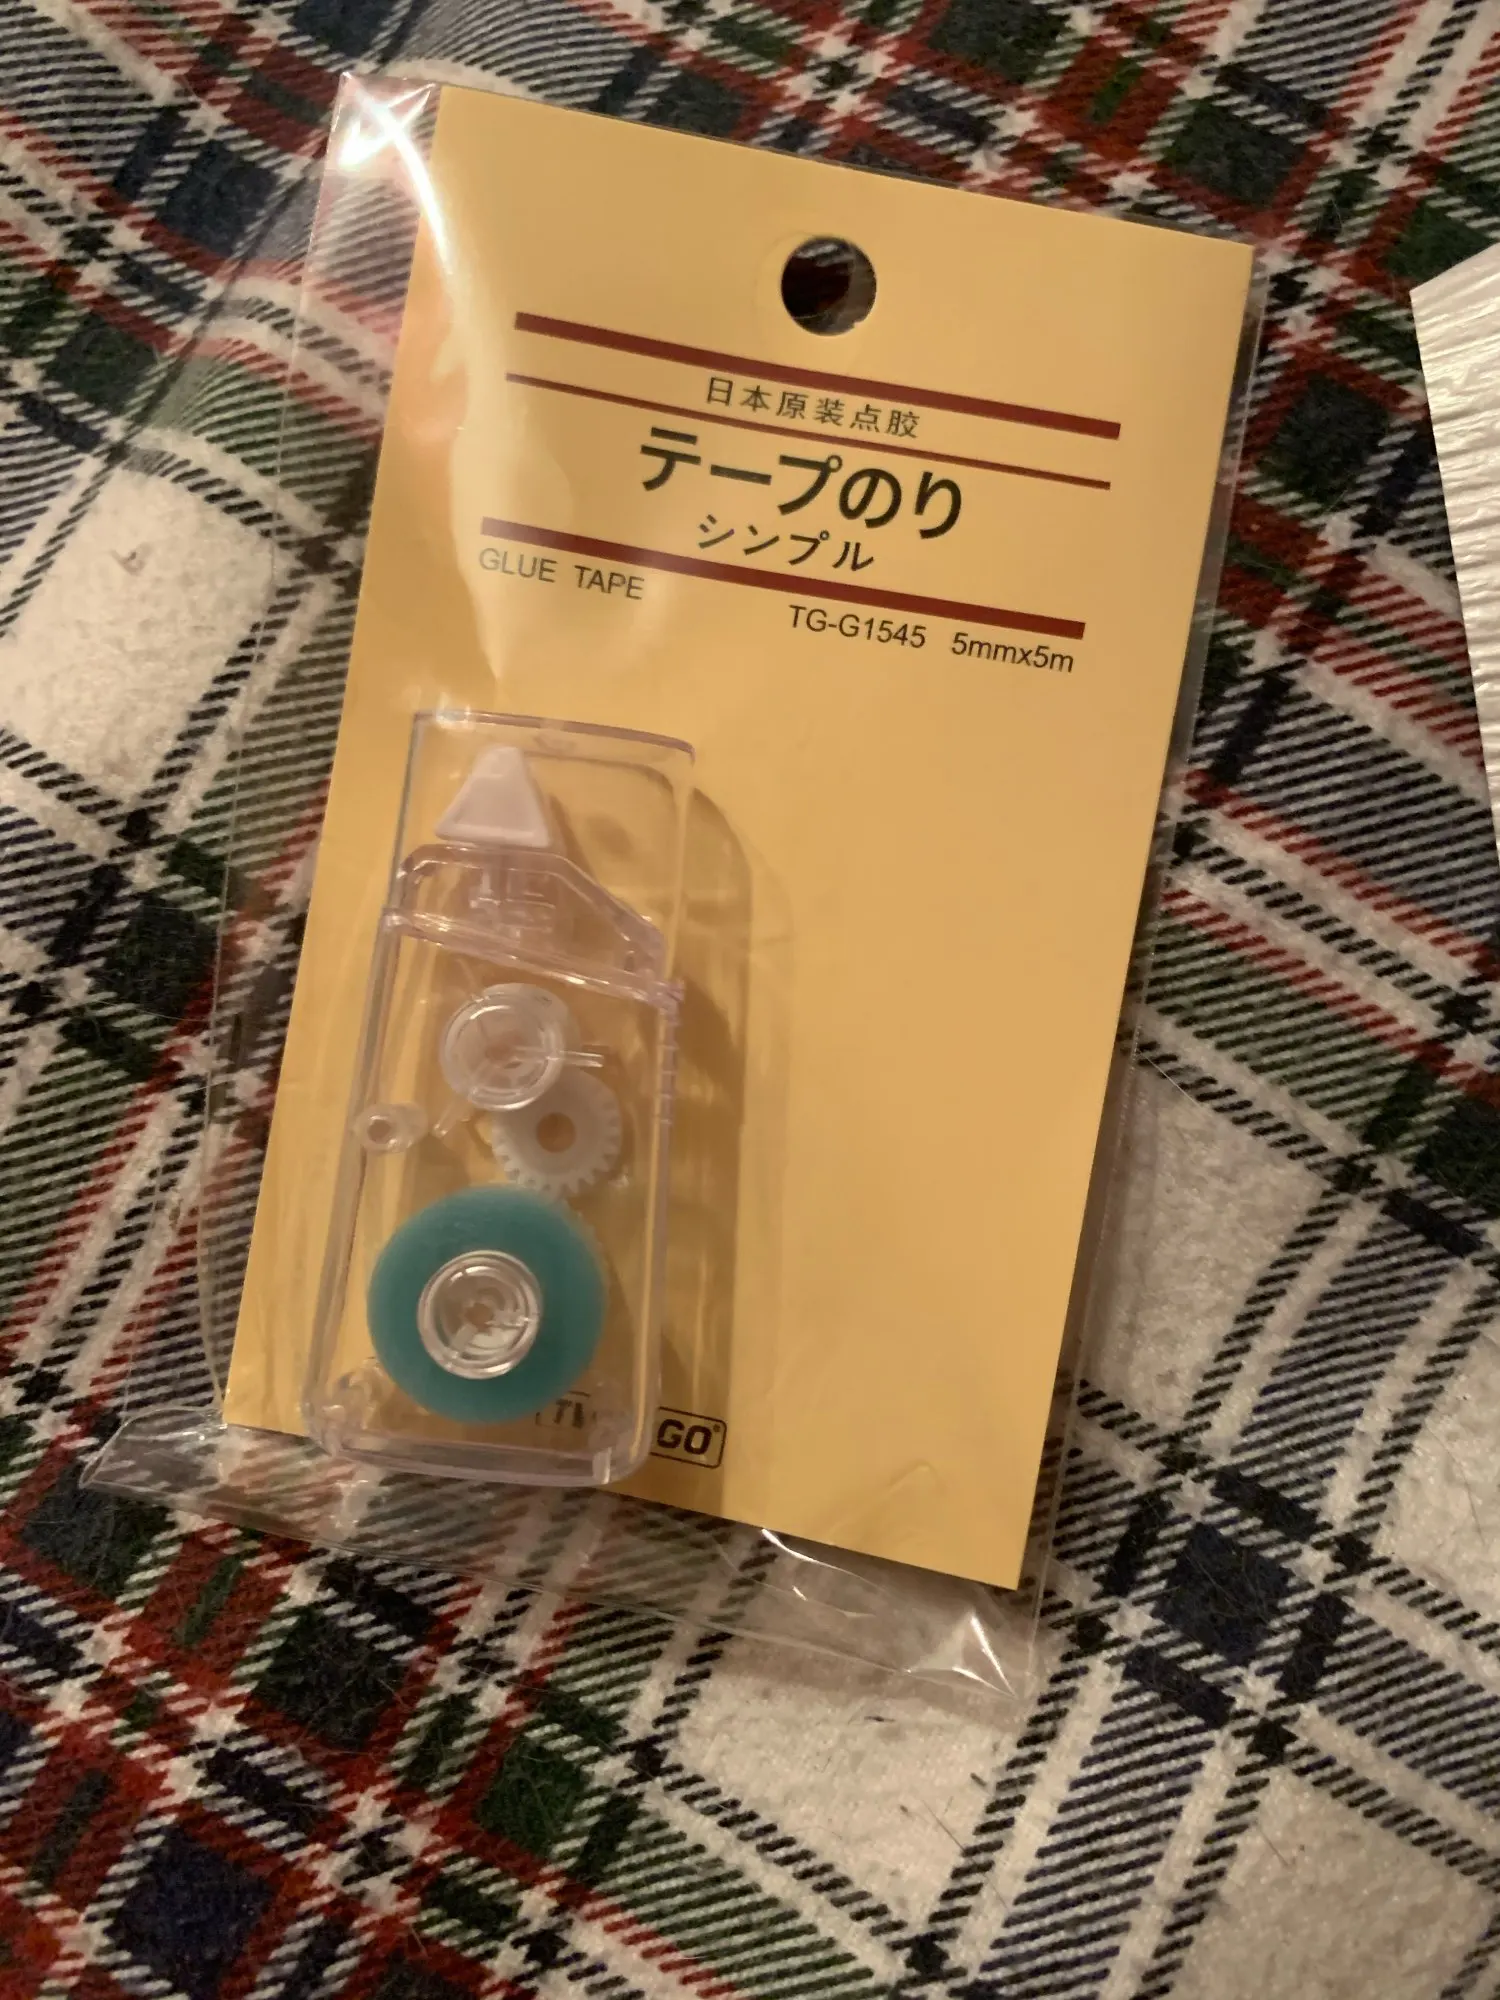 日本原装点胶
テープのり
シンプル
GLUE TAPE
TG-G1545 5mmx5m
GO